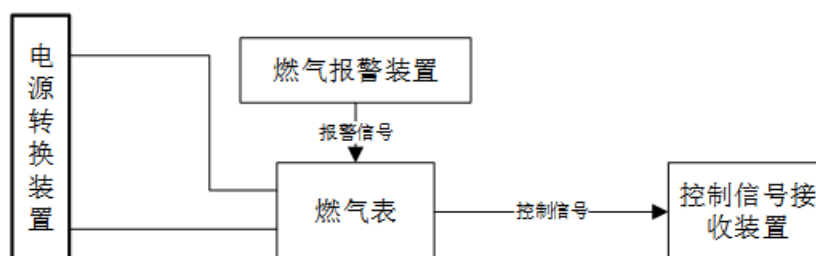 电源转换装置
燃气报警装置
报警信号
燃气表
控制信号
控制信号接
收装置